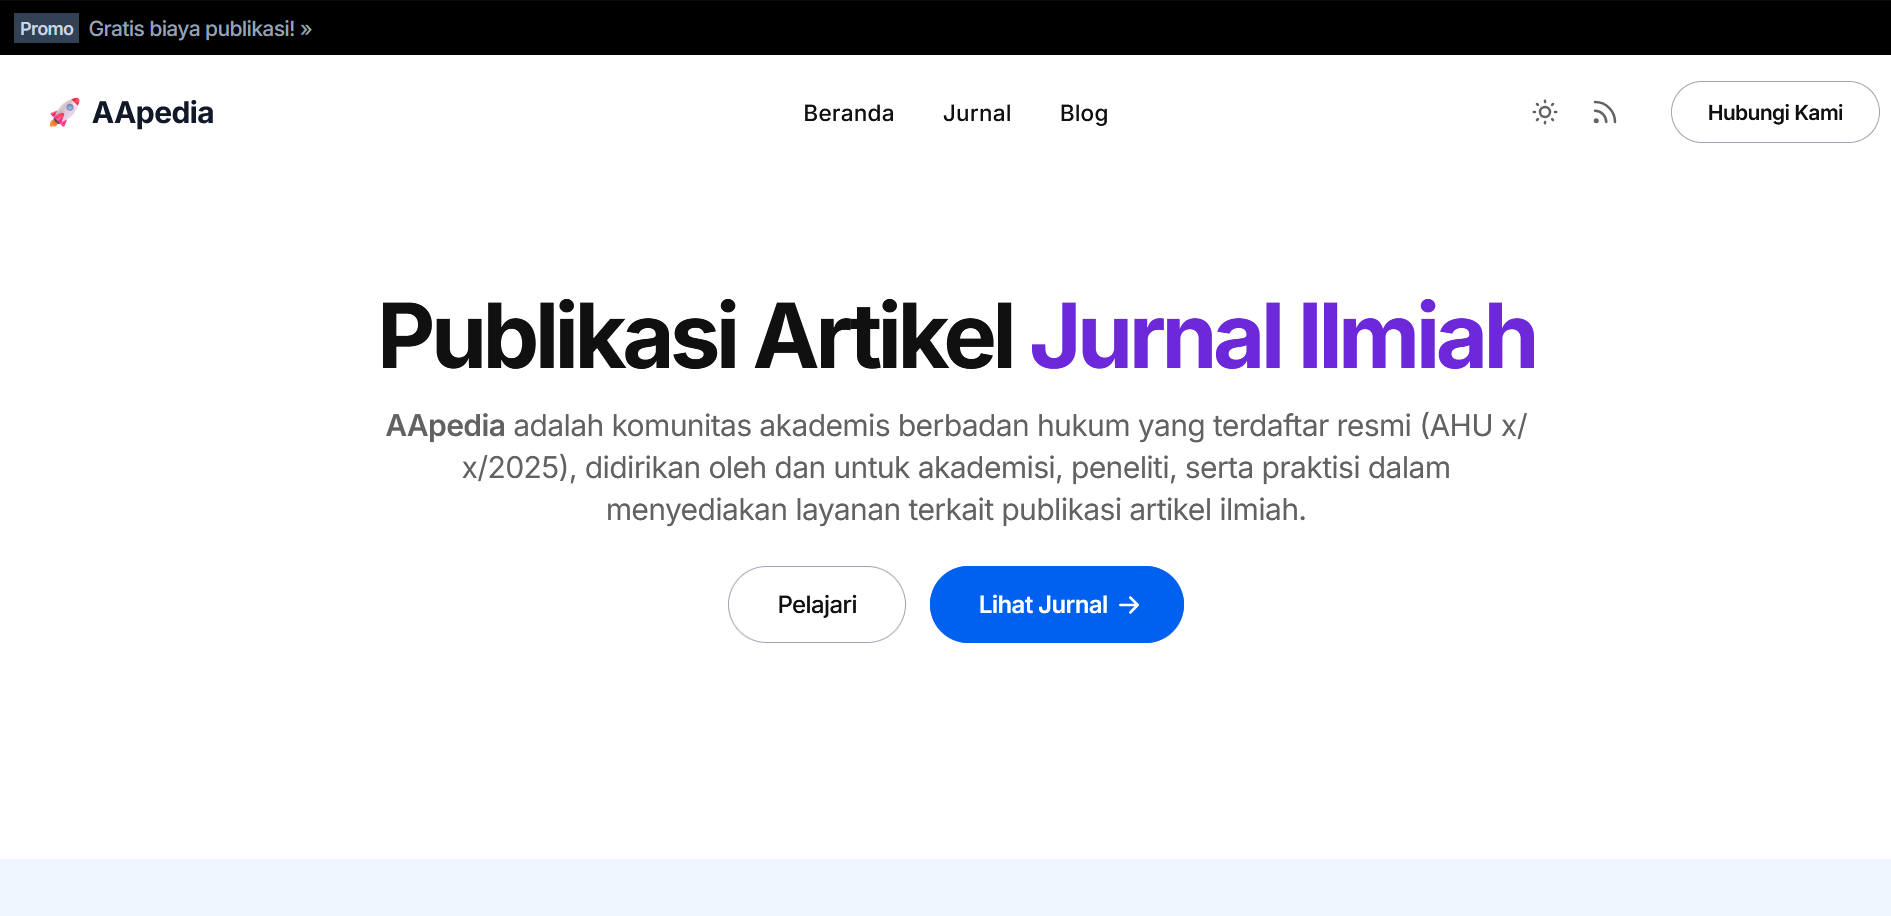 Promo Gratis biaya publikasi! »
AApedia
Beranda Jurnal Blog
Hubungi Kami
Publikasi Artikel Jurnal Ilmiah
AApedia adalah komunitas akademis berbadan hukum yang terdaftar resmi (AHU x/
x/2025), didirikan oleh dan untuk akademisi, peneliti, serta praktisi dalam
menyediakan layanan terkait publikasi artikel ilmiah.
Pelajari
Lihat Jurnal →